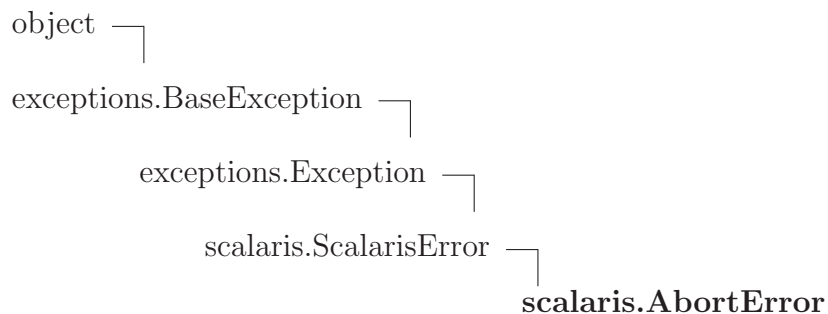 object
exceptions.BaseException
exceptions.Exception
scalaris.ScalarisError
scalaris.AbortError